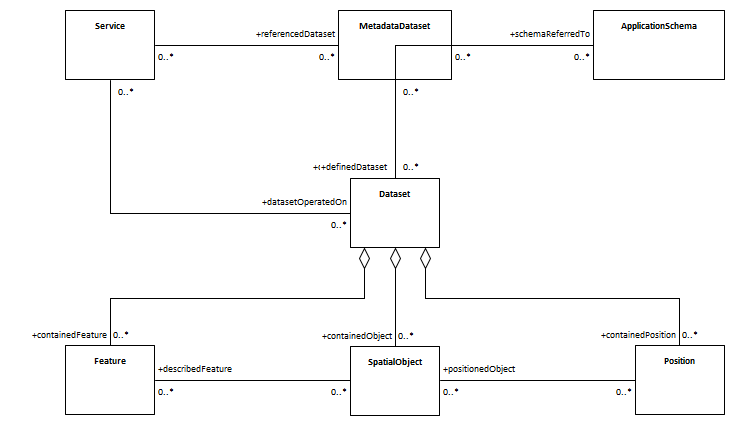 Service
MetadataDataset
ApplicationSchema
+referencedDataset
+schemaReferredTo
0..*
0..*
0..*
0..*
0..*
0..*
+definedDataset
0..*
Dataset
+datasetOperatedOn
0..*
+containedFeature
0..*
+containedObject
0..*
+containedPosition
0..*
Feature
SpatialObject
Position
+describedFeature
+positionedObject
0..*
0..*
0..*
0..*